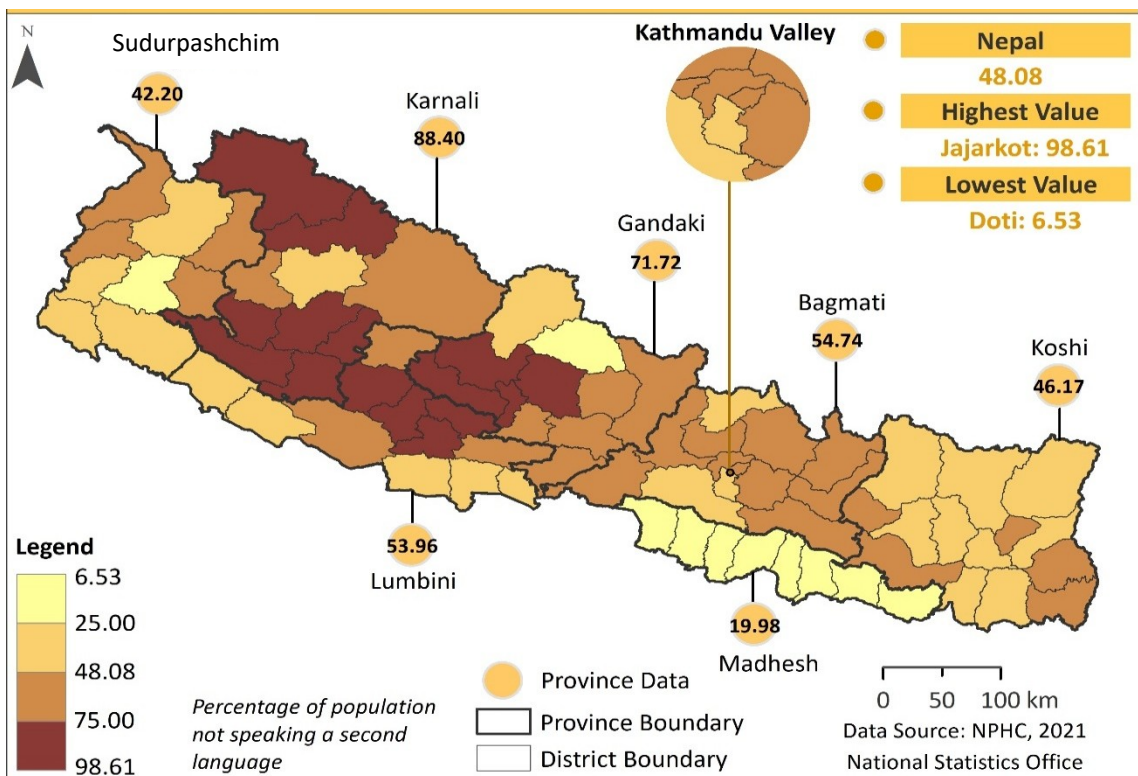 N
Sudurpashchim
42.20
Karnali
88.40
Kathmandu Valley
Gandaki
71.72
Bagmati
54.74
Koshi
46.17
Nepal
48.08
Highest Value
Jajarkot: 98.61
Lowest Value
Doti: 6.53
53.96
Lumbini
19.98
Madhesh
Legend
6.53
25.00
48.08
75.00
98.61
Percentage of population
not speaking a second
language
Province Data
Province Boundary
District Boundary
0 50 100 km
Data Source: NPHC, 2021
National Statistics Office